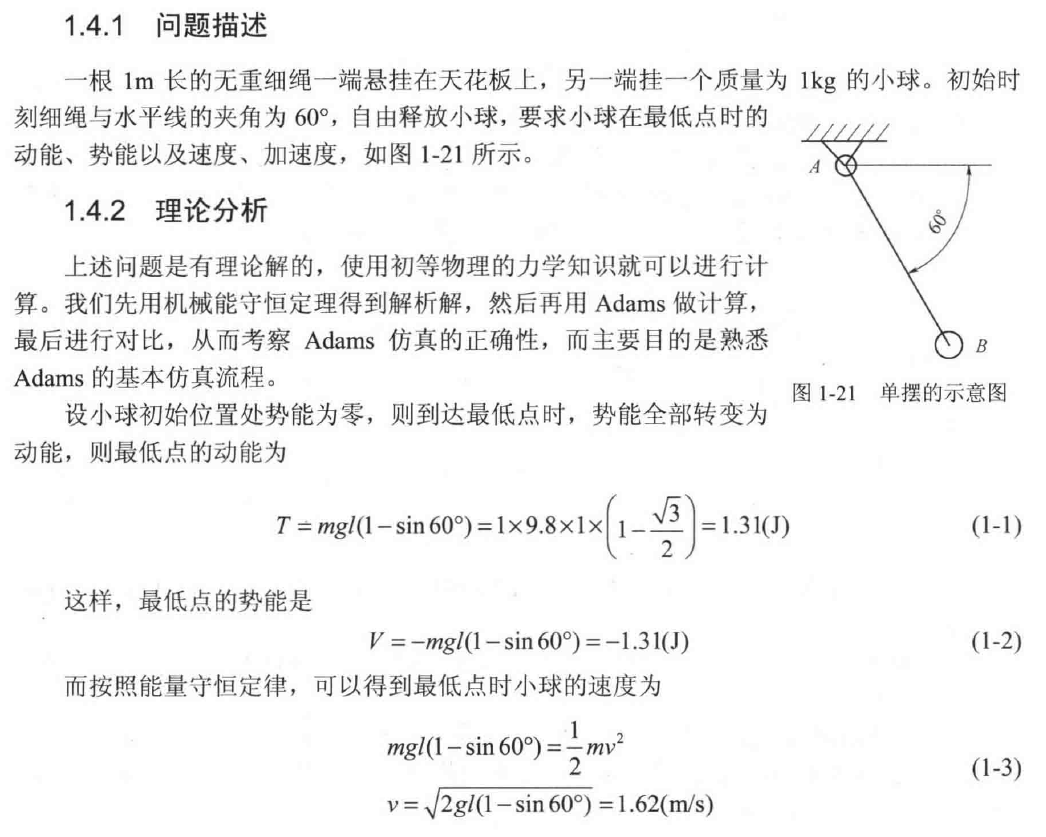 1.4.1 问题描述
一根 1m 长的无重细绳一端悬挂在天花板上，另一端挂一个质量为 1kg 的小球。初始时
刻细绳与水平线的夹角为 60°，自由释放小球，要求小球在最低点时的
动能、势能以及速度、加速度，如图 1-21 所示。
A
60°
B
图 1-21 单摆的示意图
1.4.2 理论分析
上述问题是有理论解的，使用初等物理的力学知识就可以进行计
算。我们先用机械能守恒定理得到解析解，然后再用 Adams 做计算，
最后进行对比，从而考察 Adams 仿真的正确性，而主要目的是熟悉
Adams 的基本仿真流程。
设小球初始位置处势能为零，则到达最低点时，势能全部转变为
动能，则最低点的动能为
T = mgl(1−sin 60°) = 1×9.8×1×(1−√3/2) = 1.31(J) (1-1)
这样，最低点的势能是
V = −mgl(1−sin 60°) = −1.31(J) (1-2)
而按照能量守恒定律，可以得到最低点时小球的速度为
mgl(1−sin 60°) = 1/2 mv²
(1-3)
v = √2gl(1−sin 60°) = 1.62(m/s)